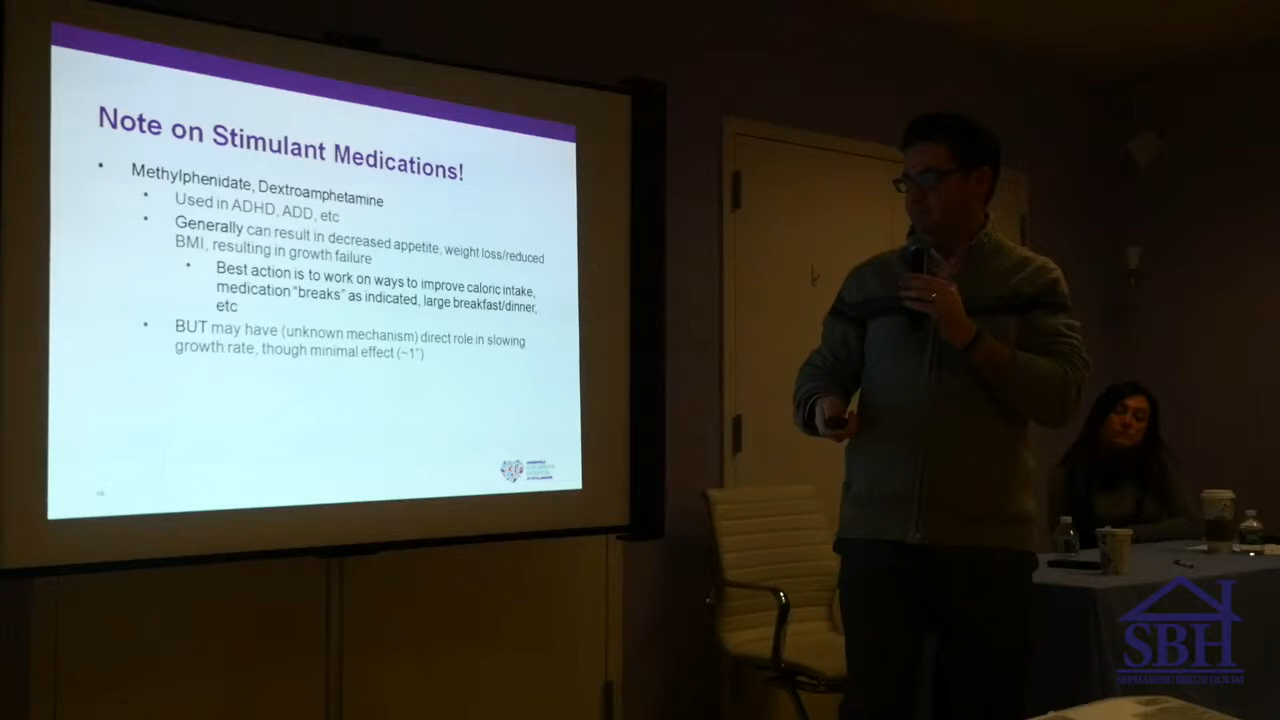 Note on Stimulant Medications!
• Methylphenidate, Dextroamphetamine
• Used in ADHD, ADD, etc
• Generally can result in decreased appetite, weight loss/reduced
BMI, resulting in growth failure
• Best action is to work on ways to improve caloric intake,
medication "breaks" as indicated, large breakfast/dinner,
etc
• BUT may have (unknown mechanism) direct role in slowing
growth rate, though minimal effect (~1")
SBH
SEPHARDIC BIKUR HOLIM